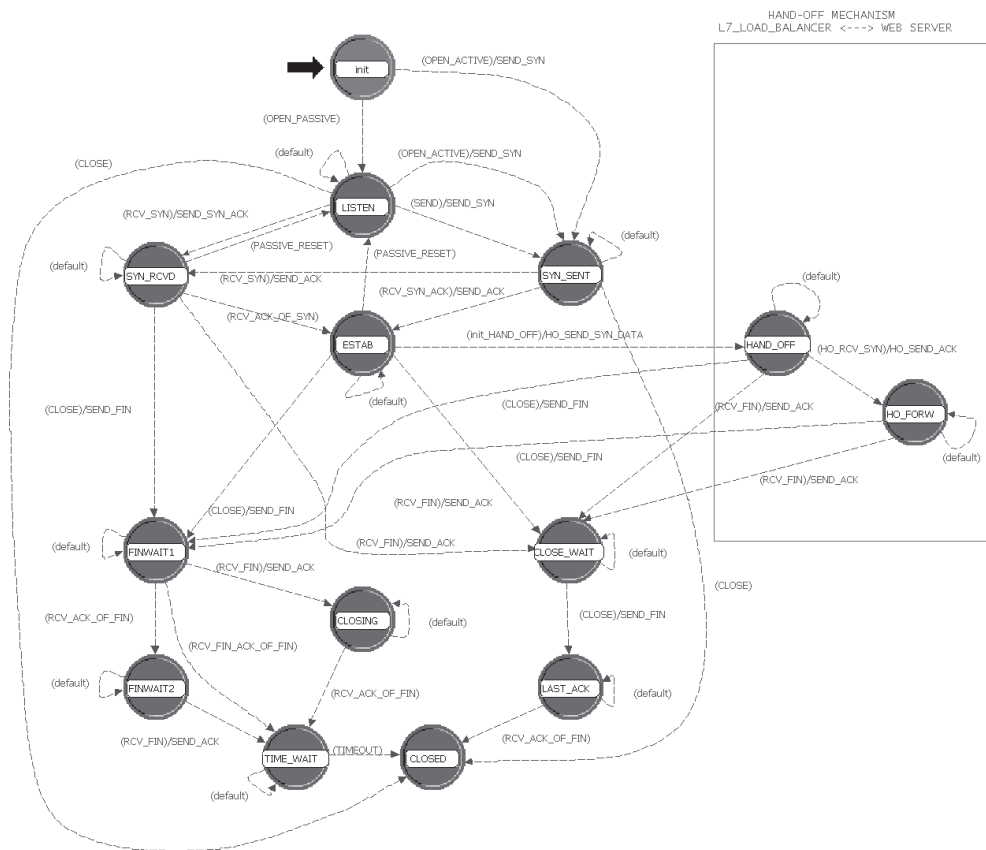 HAND-OFF MECHANISM
L7_LOAD_BALANCER <---> WEB SERVER
init
(OPEN_ACTIVE)/SEND_SYN
(OPEN_PASSIVE)
(default)
(OPEN_ACTIVE)/SEND_SYN
(CLOSE)
LISTEN
(SEND)/SEND_SYN
(RCV_SYN)/SEND_SYN_ACK
(PASSIVE_RESET)
(PASSIVE_RESET)
(default)
(default)
SYN_RCVD
(RCV_SYN)/SEND_ACK
SYN_SENT
(default)
(RCV_SYN_ACK)/SEND_ACK
(RCV_ACK_OF_SYN)
(init_HAND_OFF)/HO_SEND_SYN_DATA
ESTAB
HAND_OFF
(HO_RCV_SYN)/HO_SEND_ACK
(default)
(CLOSE)/SEND_FIN
(CLOSE)/SEND_FIN
(RCV_FIN)/SEND_ACK
HO_FORW
(CLOSE)/SEND_FIN
(default)
(RCV_FIN)/SEND_ACK
(CLOSE)/SEND_FIN
(RCV_FIN)/SEND_ACK
(default)
FINWAIT1
(RCV_FIN)/SEND_ACK
CLOSE_WAIT
(default)
(RCV_FIN)/SEND_ACK
(CLOSE)
(RCV_ACK_OF_FIN)
CLOSING
(default)
(CLOSE)/SEND_FIN
(RCV_FIN_ACK_OF_FIN)
(default)
FINWAIT2
(RCV_ACK_OF_FIN)
LAST_ACK
(default)
(RCV_FIN)/SEND_ACK
(RCV_ACK_OF_FIN)
(TIMEOUT)
TIME_WAIT
CLOSED
(default)